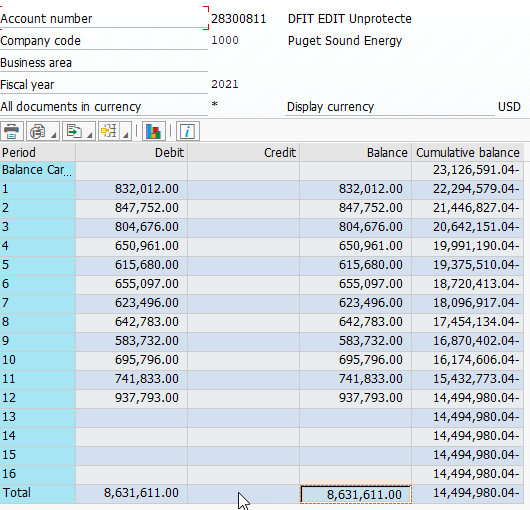 Account number 28300811 DFIT EDIT Unprotecte
Company code 1000 Puget Sound Energy
Business area
Fiscal year 2021
All documents in currency * Display currency USD
Period Debit Credit Balance Cumulative balance
Balance Car... 23,126,591.04-
1 832,012.00 832,012.00 22,294,579.04-
2 847,752.00 847,752.00 21,446,827.04-
3 804,676.00 804,676.00 20,642,151.04-
4 650,961.00 650,961.00 19,991,190.04-
5 615,680.00 615,680.00 19,375,510.04-
6 655,097.00 655,097.00 18,720,413.04-
7 623,496.00 623,496.00 18,096,917.04-
8 642,783.00 642,783.00 17,454,134.04-
9 583,732.00 583,732.00 16,870,402.04-
10 695,796.00 695,796.00 16,174,606.04-
11 741,833.00 741,833.00 15,432,773.04-
12 937,793.00 937,793.00 14,494,980.04-
13 14,494,980.04-
14 14,494,980.04-
15 14,494,980.04-
16 14,494,980.04-
Total 8,631,611.00 8,631,611.00 14,494,980.04-